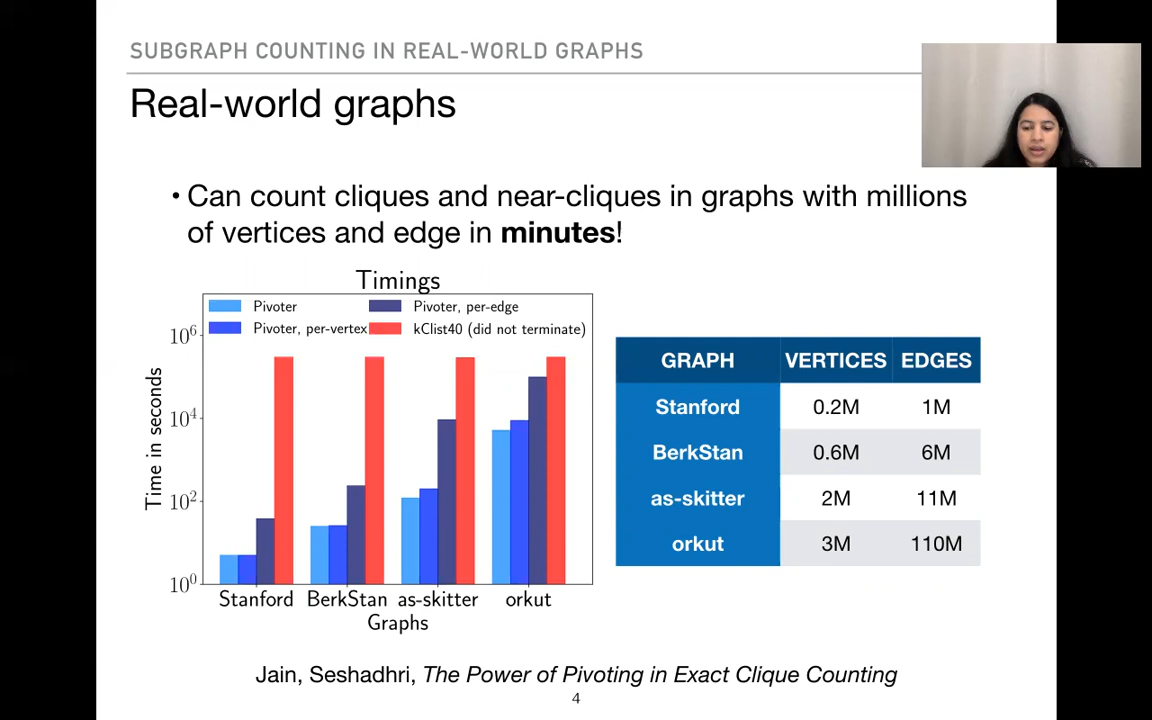 SUBGRAPH COUNTING IN REAL-WORLD GRAPHS
Real-world graphs
• Can count cliques and near-cliques in graphs with millions
of vertices and edge in minutes!
Timings
Pivoter
Pivoter, per-edge
Pivoter, per-vertex
kClist40 (did not terminate)
Time in seconds
10^6
10^4
10^2
10^0
Stanford BerkStan as-skitter orkut
Graphs
GRAPH VERTICES EDGES
Stanford 0.2M 1M
BerkStan 0.6M 6M
as-skitter 2M 11M
orkut 3M 110M
Jain, Seshadhri, The Power of Pivoting in Exact Clique Counting
4